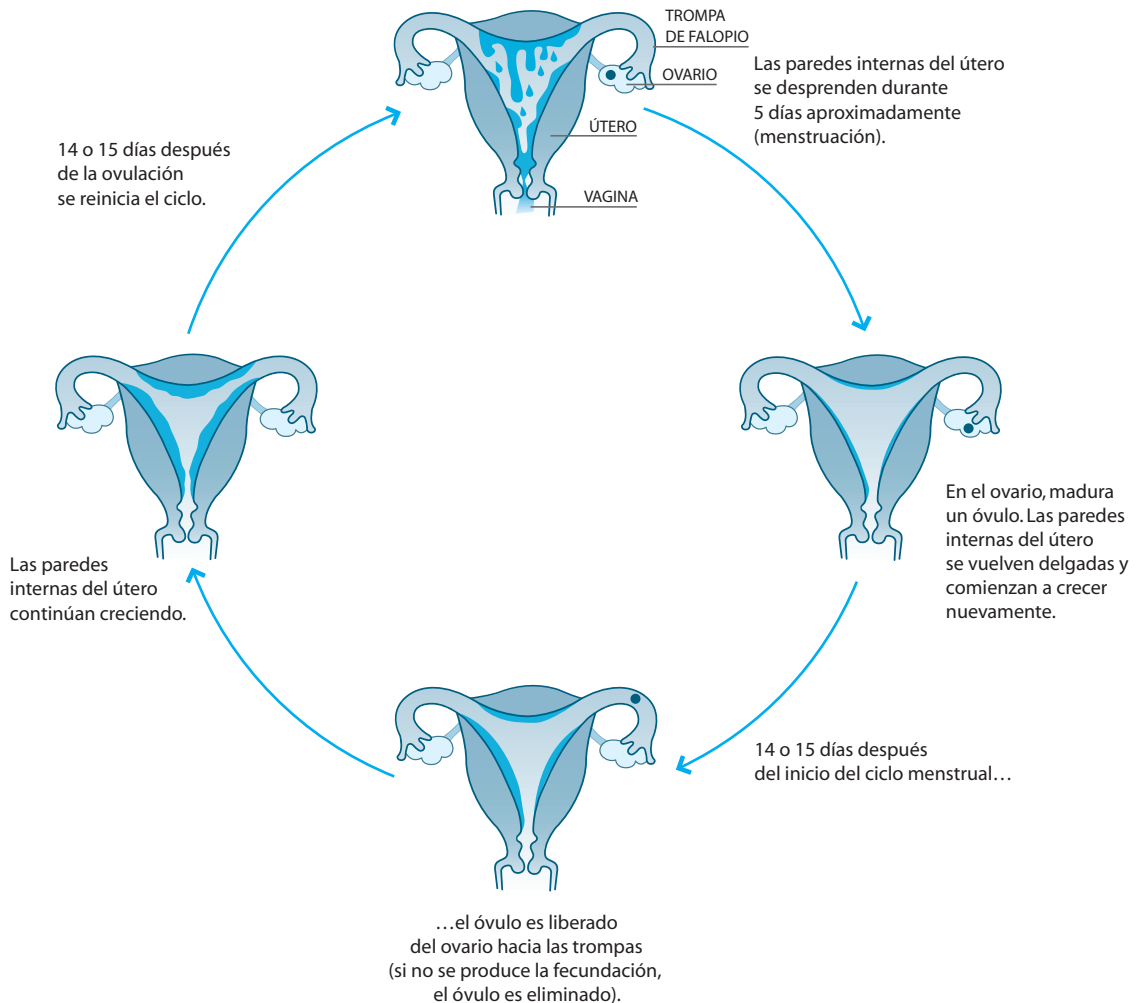 TROMPA
DE FALOPIO
OVARIO
ÚTERO
VAGINA
Las paredes internas del útero
se desprenden durante
5 días aproximadamente
(menstruación).
En el ovario, madura
un óvulo. Las paredes
internas del útero
se vuelven delgadas y
comienzan a crecer
nuevamente.
14 o 15 días después
del inicio del ciclo menstrual…
…el óvulo es liberado
del ovario hacia las trompas
(si no se produce la fecundación,
el óvulo es eliminado).
Las paredes
internas del útero
continúan creciendo.
14 o 15 días después
de la ovulación
se reinicia el ciclo.